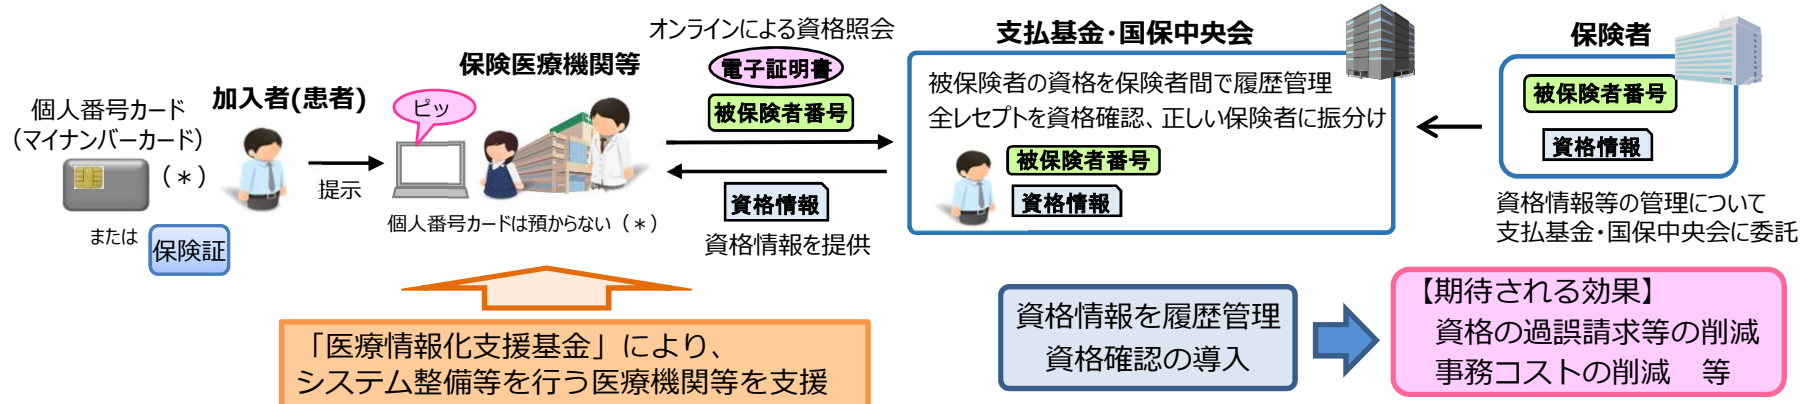 個人番号カード
（マイナンバーカード）
（＊）
または
保険証
加入者(患者)
提示
保険医療機関等
ピッ
個人番号カードは預からない（＊）
オンラインによる資格照会
電子証明書
被保険者番号
資格情報
資格情報を提供
支払基金・国保中央会
被保険者の資格を保険者間で履歴管理
全レセプトを資格確認、正しい保険者に振分け
被保険者番号
資格情報
保険者
被保険者番号
資格情報
資格情報等の管理について
支払基金・国保中央会に委託
「医療情報化支援基金」により、
システム整備等を行う医療機関等を支援
資格情報を履歴管理
資格確認の導入
【期待される効果】
資格の過誤請求等の削減
事務コストの削減　等